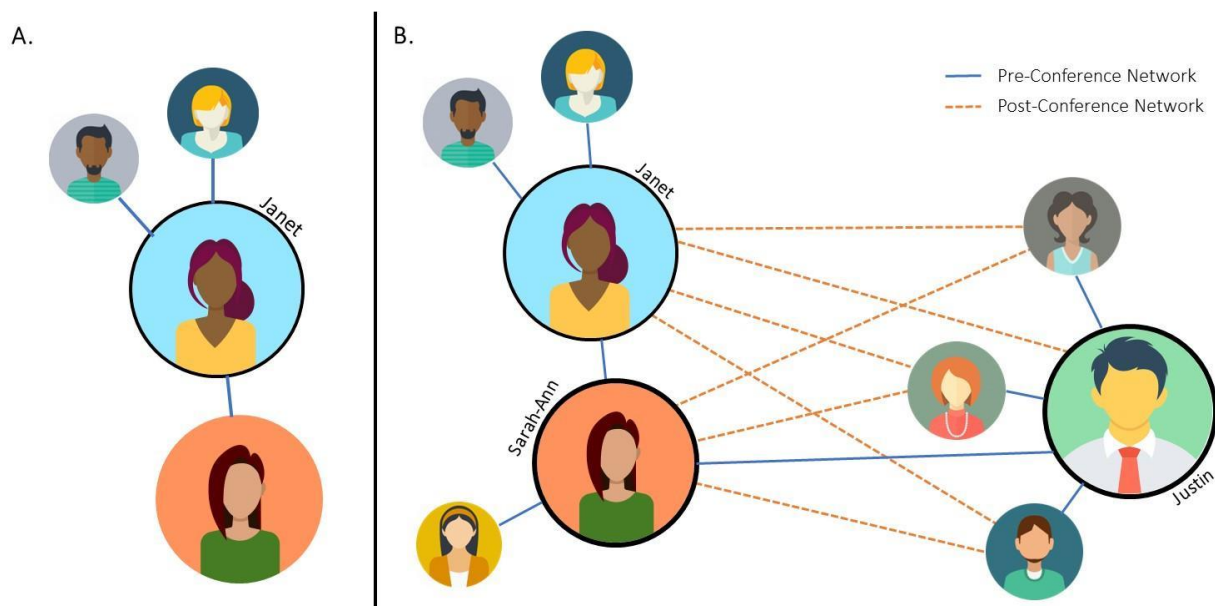 A.
Janet
B.
Pre-Conference Network
Post-Conference Network
Janet
Sarah-Ann
Justin